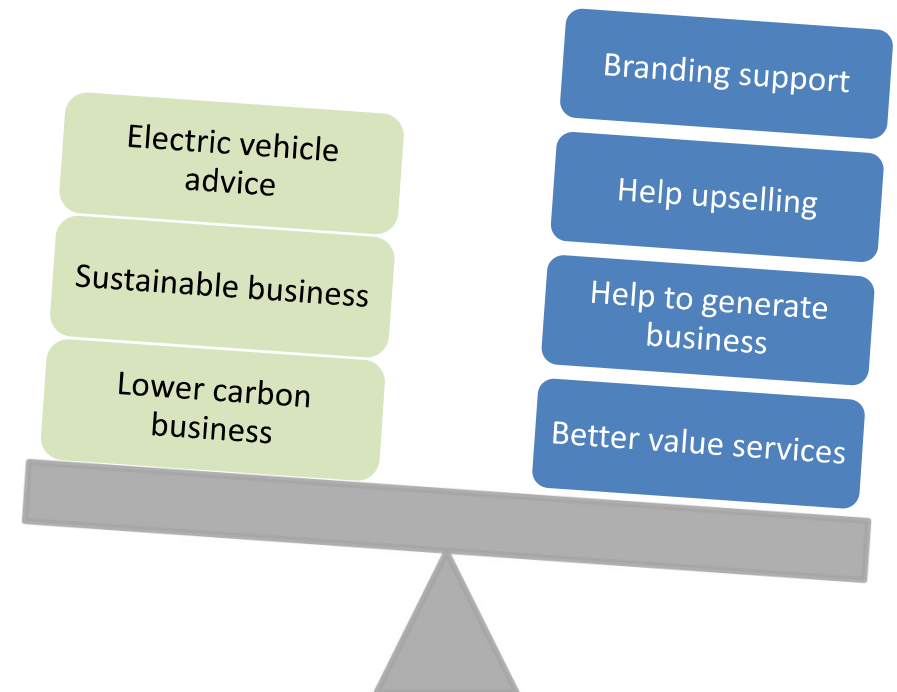 Electric vehicle
advice
Sustainable business
Lower carbon
business
Branding support
Help upselling
Help to generate
business
Better value services